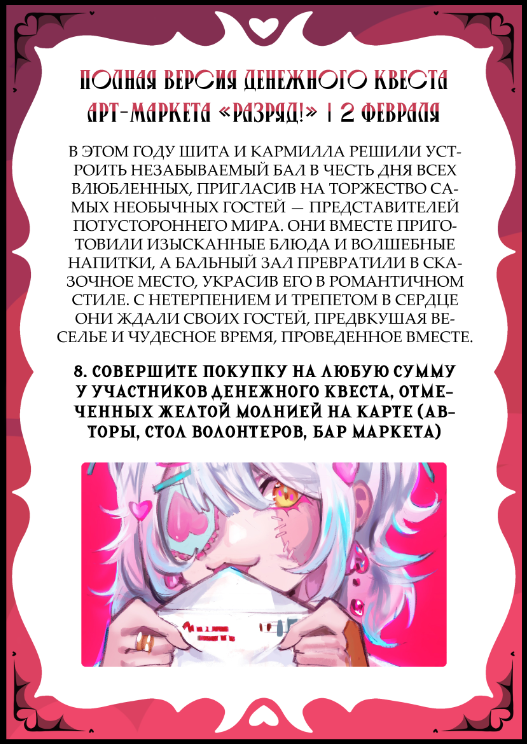 ПОЛНАЯ ВЕРСИЯ ДЕНЕЖНОГО КВЕСТА
АРТ-МАРКЕТА «РАЗРЯД!» | 2 ФЕВРАЛЯ
В ЭТОМ ГОДУ ШИТА И КАРМИЛЛА РЕШИЛИ УСТ-
РОИТЬ НЕЗАБЫВАЕМЫЙ БАЛ В ЧЕСТЬ ДНЯ ВСЕХ
ВЛЮБЛЕННЫХ, ПРИГЛАСИВ НА ТОРЖЕСТВО СА-
МЫХ НЕОБЫЧНЫХ ГОСТЕЙ — ПРЕДСТАВИТЕЛЕЙ
ПОТУСТОРОННЕГО МИРА. ОНИ ВМЕСТЕ ПРИГО-
ТОВИЛИ ИЗЫСКАННЫЕ БЛЮДА И ВОЛШЕБНЫЕ
НАПИТКИ, А БАЛЬНЫЙ ЗАЛ ПРЕВРАТИЛИ В СКА-
ЗОЧНОЕ МЕСТО, УКРАСИВ ЕГО В РОМАНТИЧНОМ
СТИЛЕ. С НЕТЕРПЕНИЕМ И ТРЕПЕТОМ В СЕРДЦЕ
ОНИ ЖДАЛИ СВОИХ ГОСТЕЙ, ПРЕДВКУШАЯ ВЕ-
СЕЛЬЕ И ЧУДЕСНОЕ ВРЕМЯ, ПРОВЕДЕННОЕ ВМЕСТЕ.
8. СОВЕРШИТЕ ПОКУПКУ НА ЛЮБУЮ СУММУ
У УЧАСТНИКОВ ДЕНЕЖНОГО КВЕСТА, ОТМЕ-
ЧЕННЫХ ЖЕЛТОЙ МОЛНИЕЙ НА КАРТЕ (АВ-
ТОРЫ, СТОЛ ВОЛОНТЕРОВ, БАР МАРКЕТА)